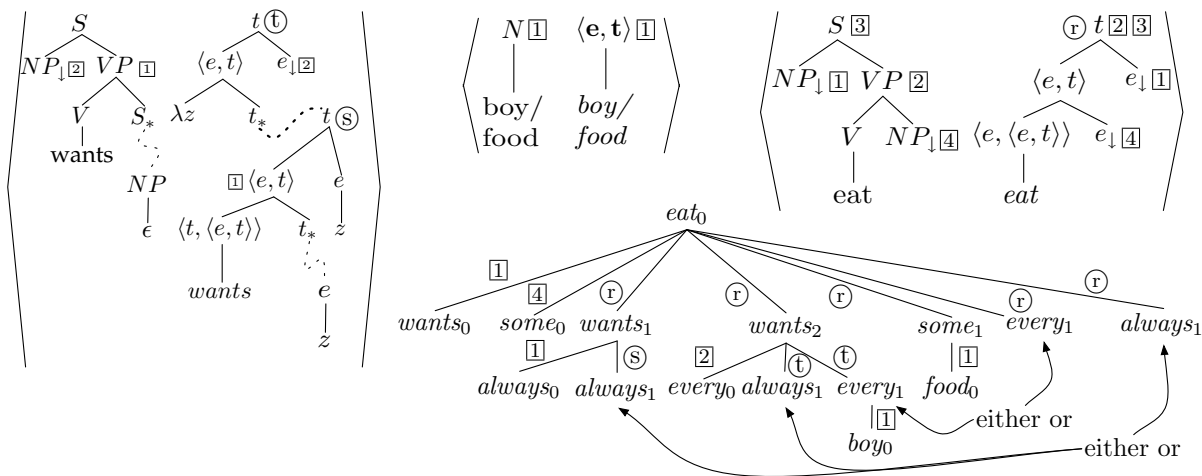 S t ⓣ
NP↓ [2] VP [1] ⟨e, t⟩ e↓ [2]
V S* λz t* t ⓢ
wants
NP [1] ⟨e, t⟩ e
ϵ ⟨t, ⟨e, t⟩⟩ t* z
wants e
z
N [1] ⟨e, t⟩ [1]
boy/ boy/
food food
S [3] ⓡ t [2] [3]
NP↓ [1] VP [2] ⟨e, t⟩ e↓ [1]
V NP↓ [4] ⟨e, ⟨e, t⟩⟩ e↓ [4]
eat eat
eat₀
[1] [4] ⓡ ⓡ ⓡ ⓡ ⓡ
wants₀ some₀ wants₁ wants₂ some₁ every₁ always₁
[1] ⓢ [2] ⓣ ⓣ [1]
always₀ always₁ every₀ always₁ every₁ food₀
[1] either or
boy₀ either or